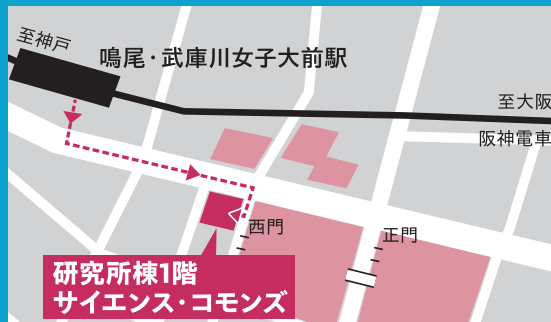 至神戸
鳴尾・武庫川女子大前駅
至大阪
阪神電車
西門
正門
研究所棟1階
サイエンス・コモンズ